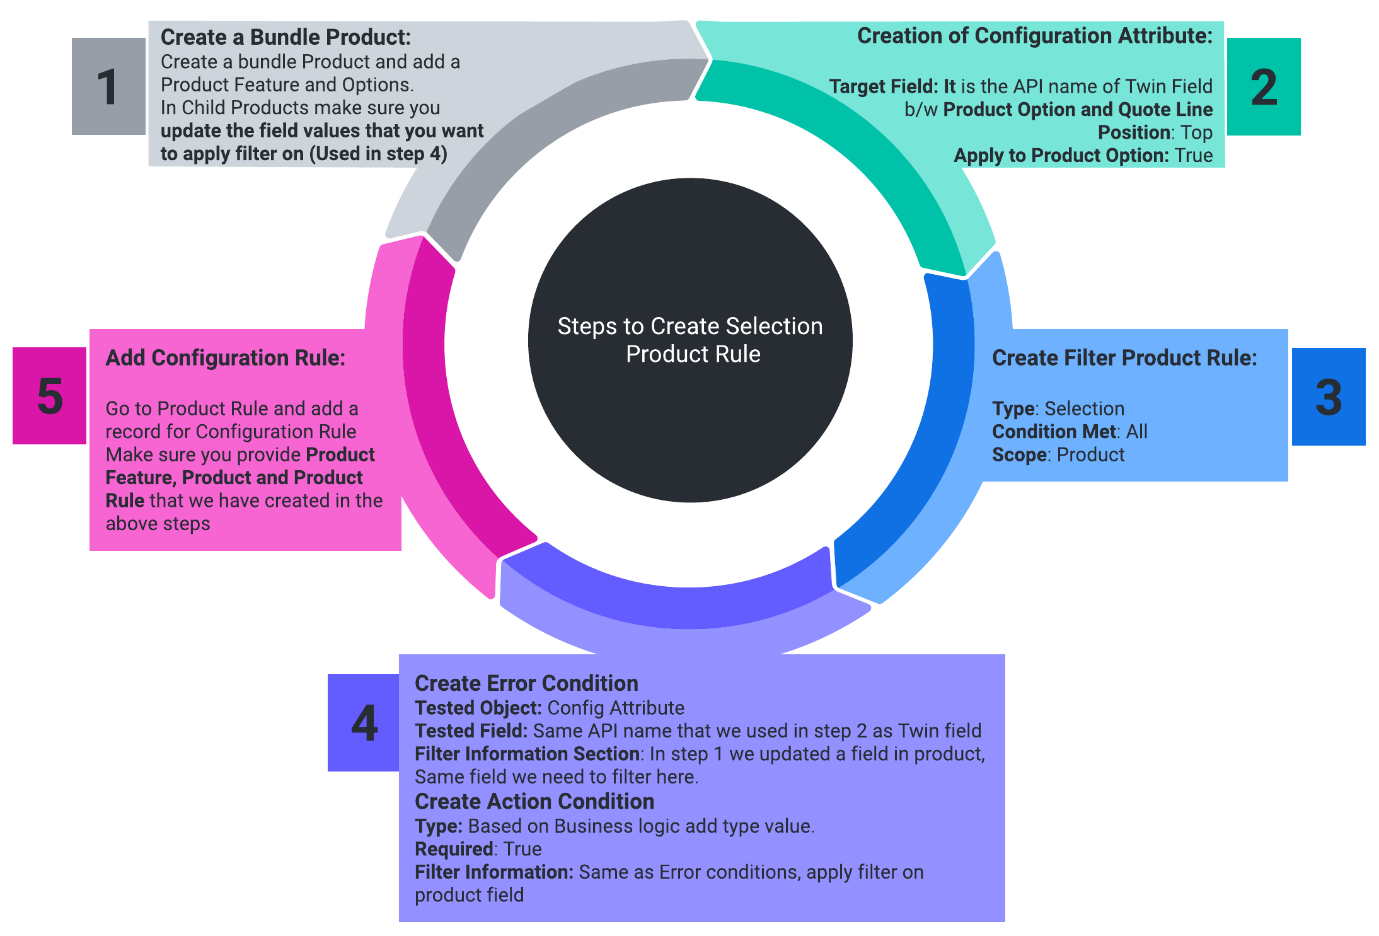 1
Create a Bundle Product:
Create a bundle Product and add a
Product Feature and Options.
In Child Products make sure you
update the field values that you want
to apply filter on (Used in step 4)
2
Creation of Configuration Attribute:
Target Field: It is the API name of Twin Field
b/w Product Option and Quote Line
Position: Top
Apply to Product Option: True
Steps to Create Selection
Product Rule
3
Create Filter Product Rule:
Type: Selection
Condition Met: All
Scope: Product
4
Create Error Condition
Tested Object: Config Attribute
Tested Field: Same API name that we used in step 2 as Twin field
Filter Information Section: In step 1 we updated a field in product,
Same field we need to filter here.
Create Action Condition
Type: Based on Business logic add type value.
Required: True
Filter Information: Same as Error conditions, apply filter on
product field
5
Add Configuration Rule:
Go to Product Rule and add a
record for Configuration Rule
Make sure you provide Product
Feature, Product and Product
Rule that we have created in the
above steps